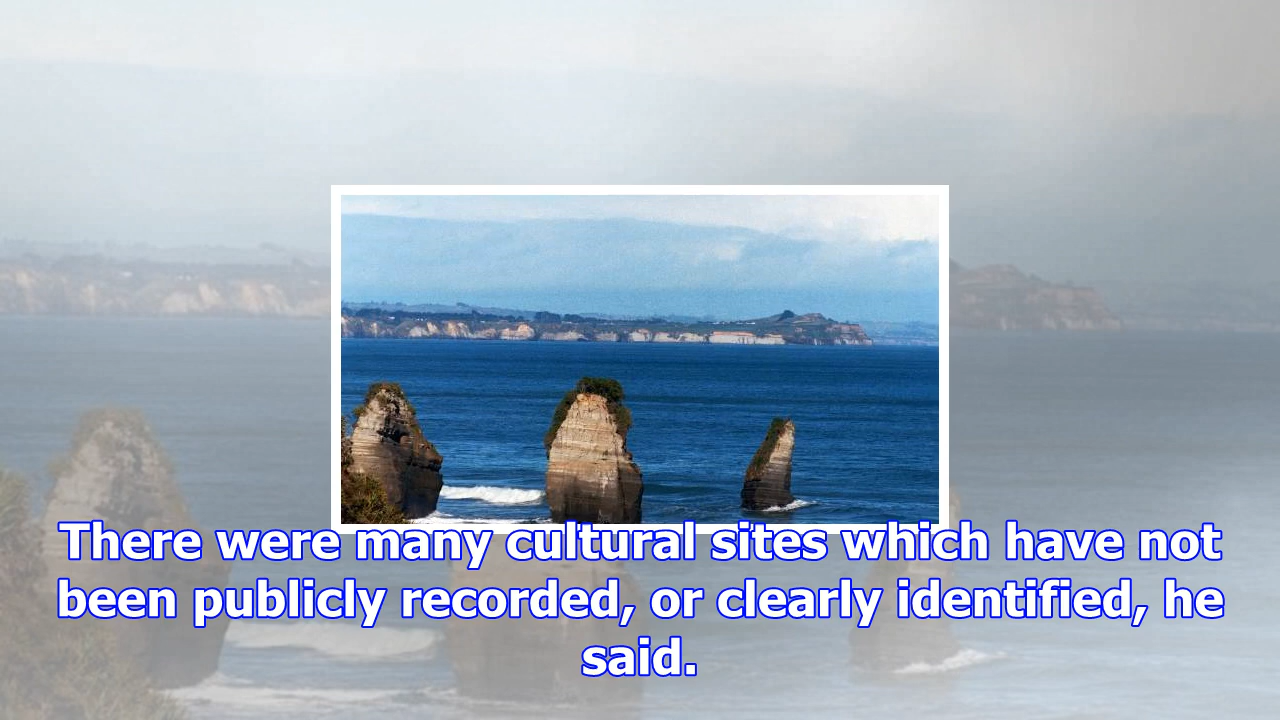 There were many cultural sites which have not
been publicly recorded, or clearly identified, he
said.